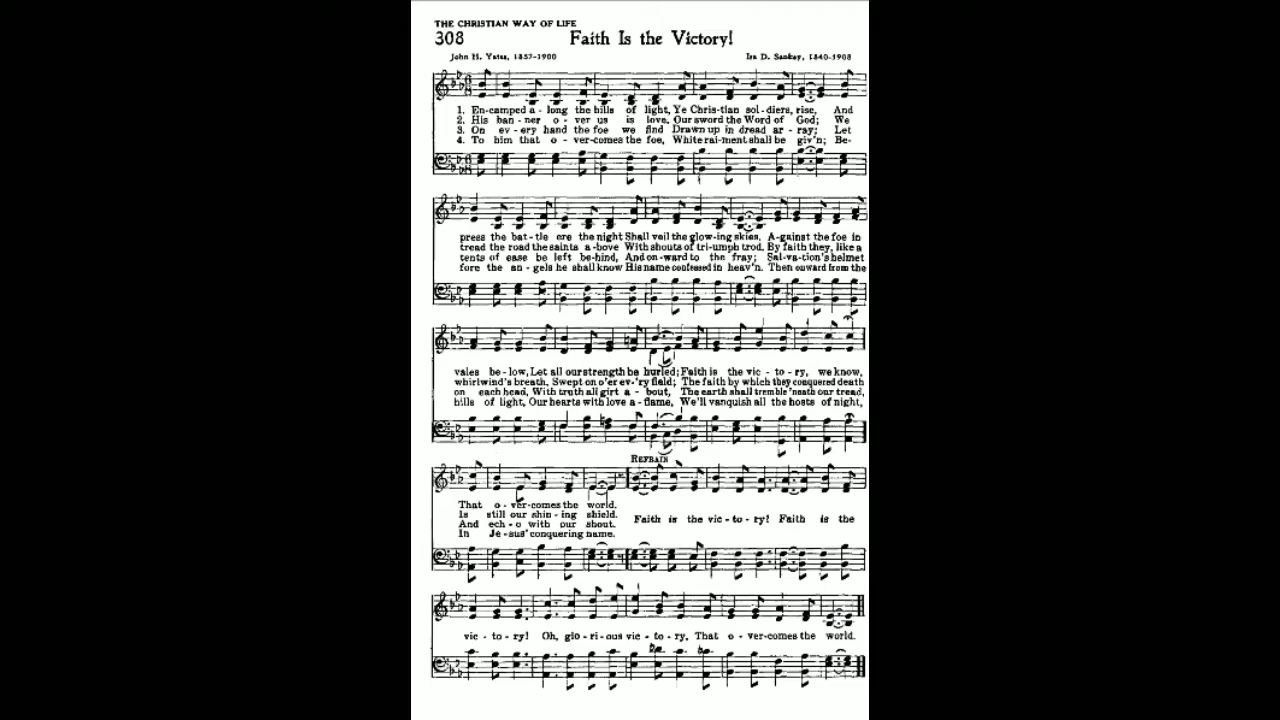 THE CHRISTIAN WAY OF LIFE
308 Faith Is the Victory!
John H. Yates, 1837-1900 Ira D. Sankey, 1840-1908
1. En-camped a - long the hills of light, Ye Chris-tian sol-diers, rise, And
2. His ban-ner o - ver us is love, Our sword the Word of God; We
3. On ev-ery hand the foe we find Drawn up in dread ar - ray; Let
4. To him that o - ver-comes the foe, White rai-ment shall be giv'n; Be-
press the bat-tle ere the night Shall veil the glow-ing skies. A-gainst the foe in
tread the road the saints a-bove With shouts of tri-umph trod. By faith they, like a
tents of ease be left be-hind, And on-ward to the fray; Sal-va-tion's helmet
fore the an-gels he shall know His name confessed in heav'n. Then onward from the
vales be-low, Let all our strength be hurled; Faith is the vic - to - ry, we know,
whirlwind's breath, Swept on o'er ev-'ry field; The faith by which they conquered death
on each head, With truth all girt a - bout, The earth shall tremble 'neath our tread,
hills of light, Our hearts with love a-flame, We'll vanquish all the hosts of night,
REFRAIN
That o - ver-comes the world.
Is still our shin - ing shield.
And ech - o with our shout.
In Je-sus' conquering name.
Faith is the vic-to-ry! Faith is the
vic - to - ry! Oh, glo-ri-ous vic - to - ry, That o - ver-comes the world.